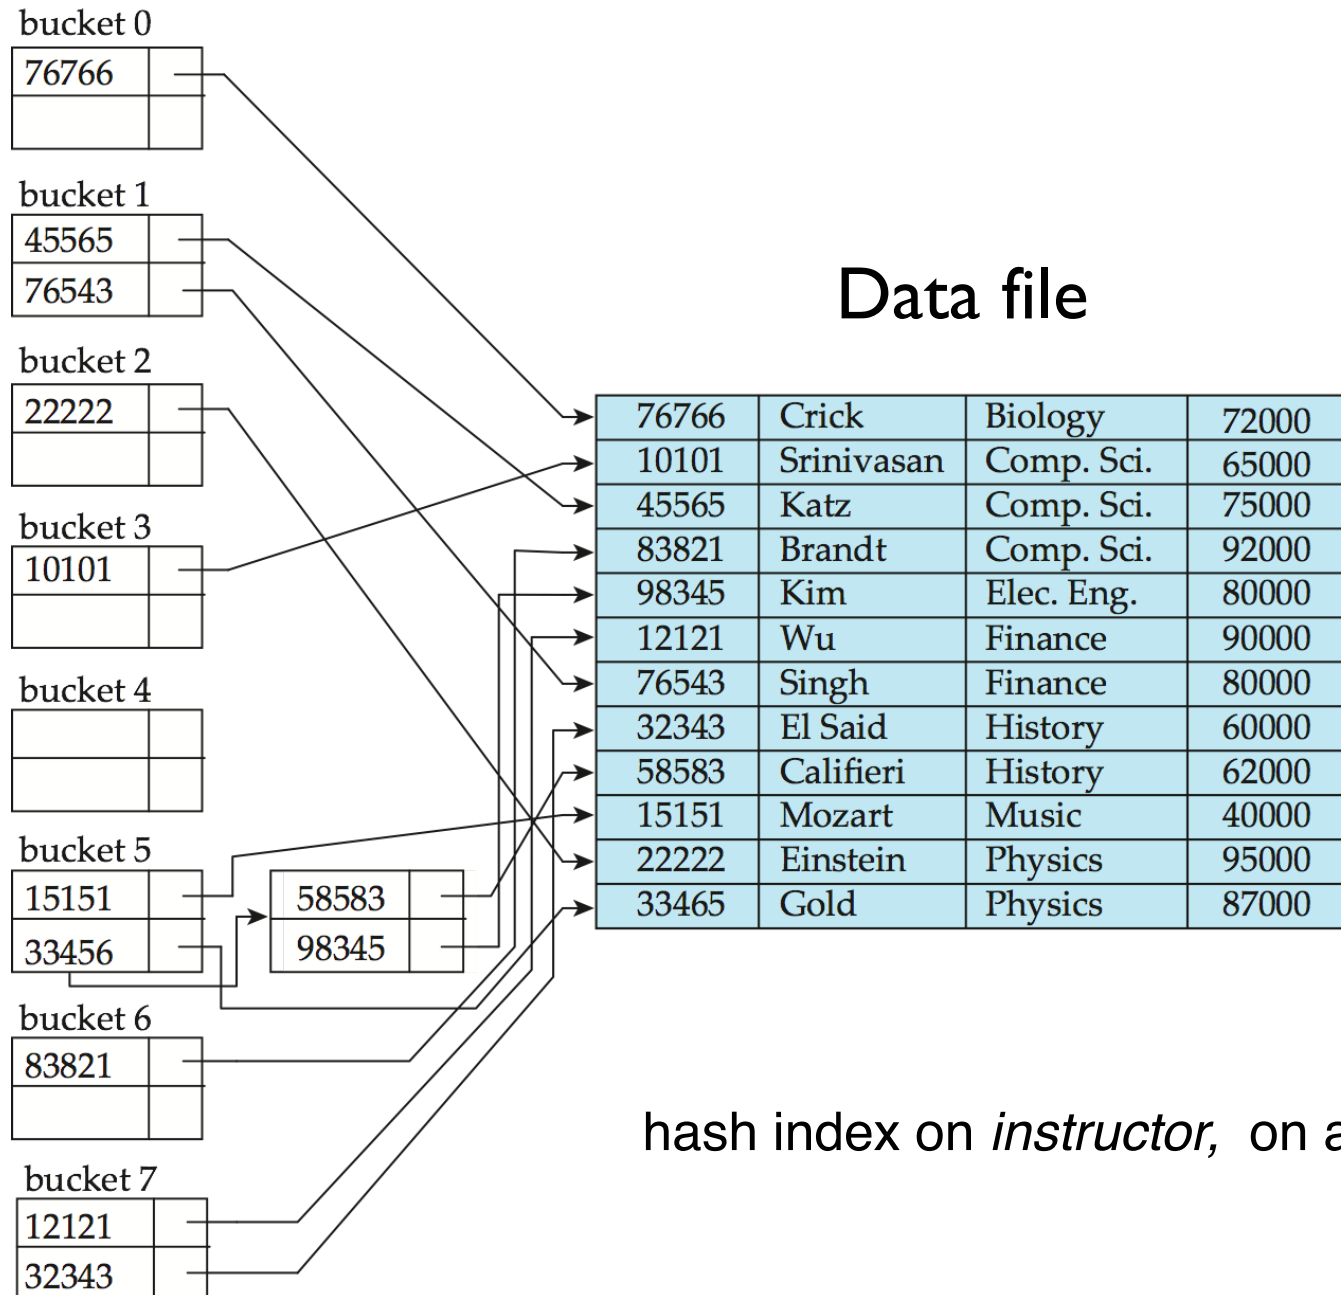 bucket 0
76766
bucket 1
45565
76543
bucket 2
22222
bucket 3
10101
bucket 4
bucket 5
15151
33456
58583
98345
bucket 6
83821
bucket 7
12121
32343
Data file
76766 Crick Biology 72000
10101 Srinivasan Comp. Sci. 65000
45565 Katz Comp. Sci. 75000
83821 Brandt Comp. Sci. 92000
98345 Kim Elec. Eng. 80000
12121 Wu Finance 90000
76543 Singh Finance 80000
32343 El Said History 60000
58583 Califieri History 62000
15151 Mozart Music 40000
22222 Einstein Physics 95000
33465 Gold Physics 87000
hash index on instructor, on a